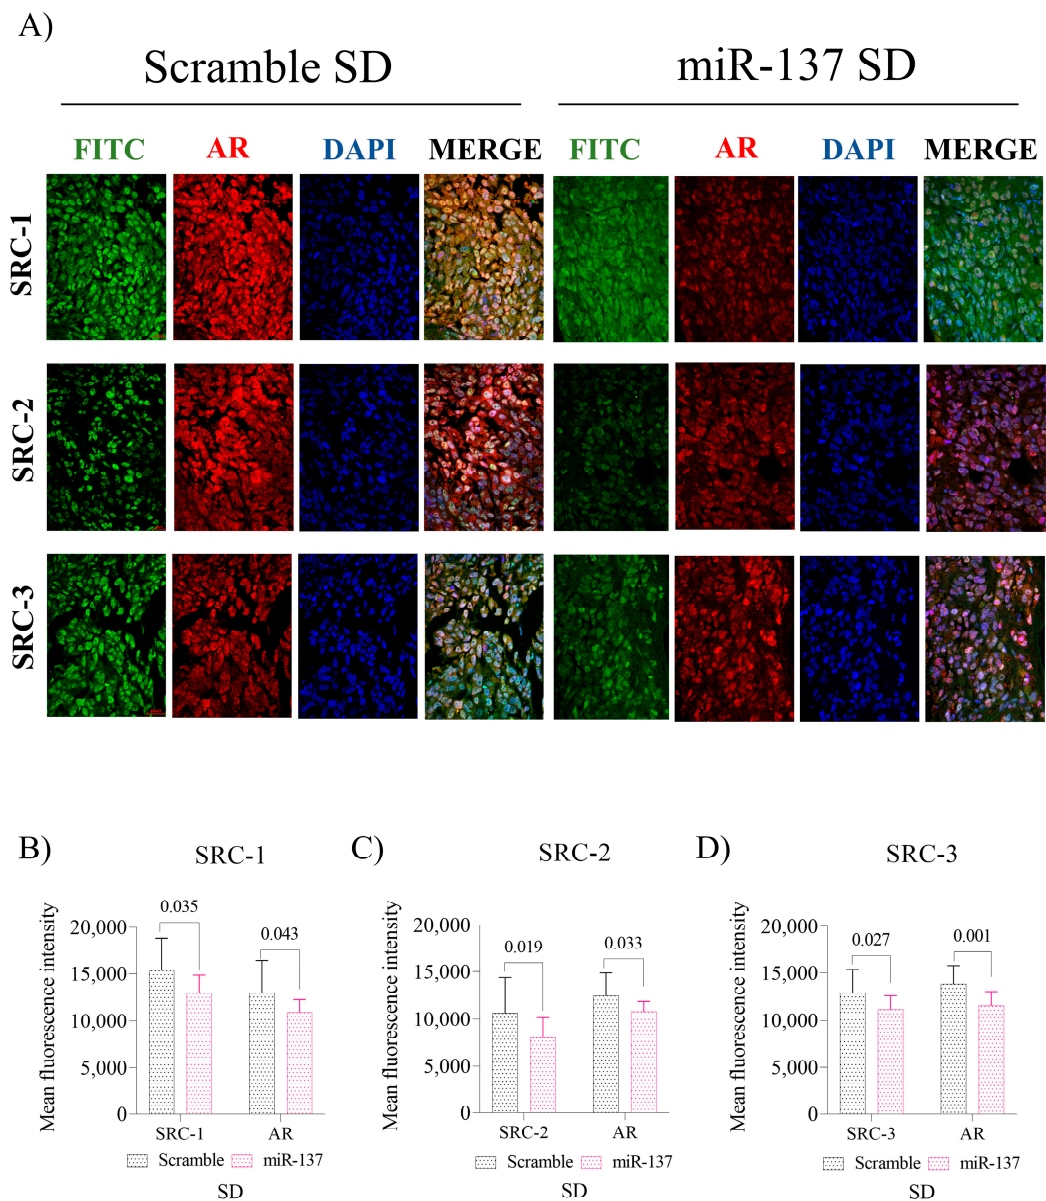 A)
Scramble SD
miR-137 SD
FITC AR DAPI MERGE FITC AR DAPI MERGE
SRC-1
SRC-2
SRC-3
B)
SRC-1
Mean fluorescence intensity
20,000
15,000
10,000
5,000
0
0.035
0.043
SRC-1 AR
Scramble miR-137
SD
C)
SRC-2
Mean fluorescence intensity
20,000
15,000
10,000
5,000
0
0.019
0.033
SRC-2 AR
Scramble miR-137
SD
D)
SRC-3
Mean fluorescence intensity
20,000
15,000
10,000
5,000
0
0.027
0.001
SRC-3 AR
Scramble miR-137
SD